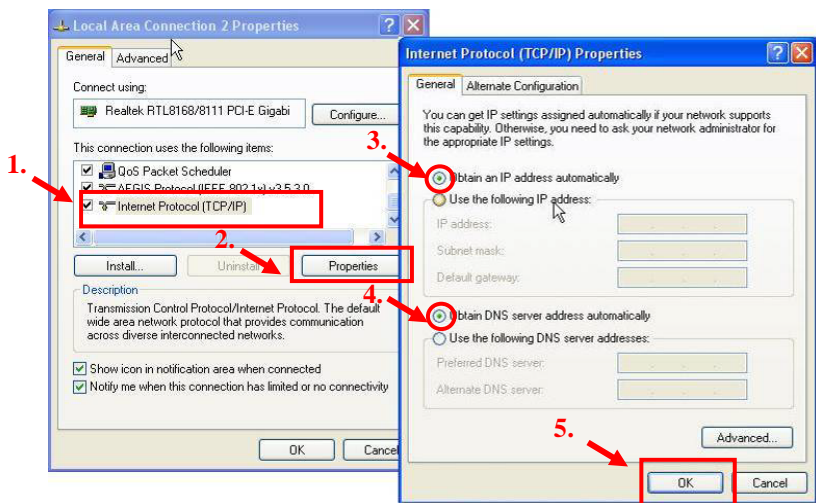 Local Area Connection 2 Properties
General Advanced
Connect using:
Realtek RTL8168/8111 PCI-E Gigabi
Configure...
This connection uses the following items:
1.
QoS Packet Scheduler
AEGIS Protocol (IEEE 802.1x) v3.5.3.0
Internet Protocol (TCP/IP)
2.
Install...
Uninstall
Properties
Description
Transmission Control Protocol/Internet Protocol. The default
wide area network protocol that provides communication
across diverse interconnected networks.
Show icon in notification area when connected
Notify me when this connection has limited or no connectivity
OK
Cancel
Internet Protocol (TCP/IP) Properties
General Alternate Configuration
You can get IP settings assigned automatically if your network supports
this capability. Otherwise, you need to ask your network administrator for
the appropriate IP settings.
3.
Obtain an IP address automatically
Use the following IP address:
IP address:
Subnet mask:
Default gateway:
4.
Obtain DNS server address automatically
Use the following DNS server addresses:
Preferred DNS server:
Alternate DNS server:
Advanced...
5.
OK
Cancel